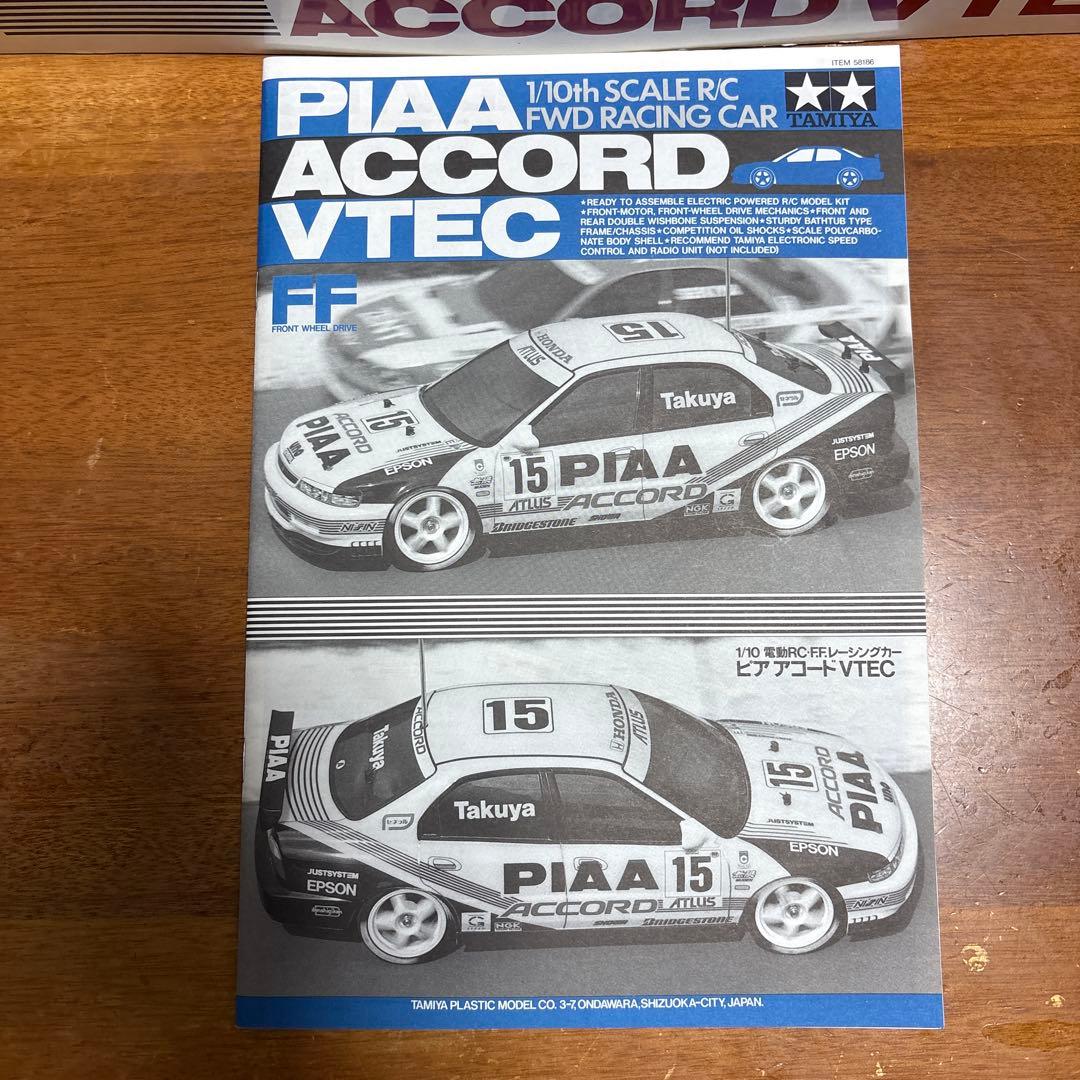 ACCORD VTE
ITEM 58186
PIAA
1/10th SCALE R/C
FWD RACING CAR
TAMIYA
ACCORD
VTEC
★READY TO ASSEMBLE ELECTRIC POWERED R/C MODEL KIT
★FRONT-MOTOR, FRONT-WHEEL DRIVE MECHANICS★FRONT AND
REAR DOUBLE WISHBONE SUSPENSION★STURDY BATHTUB TYPE
FRAME/CHASSIS★COMPETITION OIL SHOCKS★SCALE POLYCARBO-
NATE BODY SHELL★RECOMMEND TAMIYA ELECTRONIC SPEED
CONTROL AND RADIO UNIT (NOT INCLUDED)
FF
FRONT WHEEL DRIVE
15
HONDA
ATLUS
PIAA
Takuya
15
ACCORD
PIAA
JUSTSYSTEM
EPSON
JUSTSYSTEM
EPSON
15 PIAA
ATLUS ACCORD
BRIDGESTONE
NGK
1/10 電動RC・F.F.レーシングカー
ピア アコード VTEC
15
ACCORD
HONDA
ATLUS
PIAA
Takuya
Takuya
15
ACCORD
PIAA
JUSTSYSTEM
EPSON
JUSTSYSTEM
EPSON
PIAA 15
ACCORD ATLUS
NGK
BRIDGESTONE
TAMIYA PLASTIC MODEL CO. 3-7, ONDAWARA, SHIZUOKA-CITY, JAPAN.